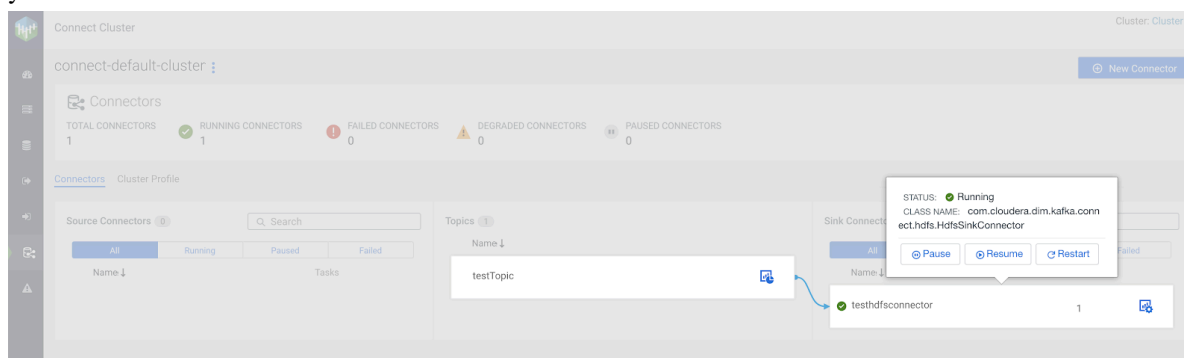 Connect Cluster
Cluster: Cluster
connect-default-cluster
New Connector
Connectors
TOTAL CONNECTORS
1
RUNNING CONNECTORS
1
FAILED CONNECTORS
0
DEGRADED CONNECTORS
0
PAUSED CONNECTORS
0
Connectors Cluster Profile
Source Connectors 0
Search
All Running Paused Failed
Name ↓ Tasks
Topics 1
Name ↓
testTopic
Sink Connecto
All
Failed
Name ↓
STATUS: Running
CLASS NAME: com.cloudera.dim.kafka.conn
ect.hdfs.HdfsSinkConnector
Pause Resume Restart
testhdfsconnector 1